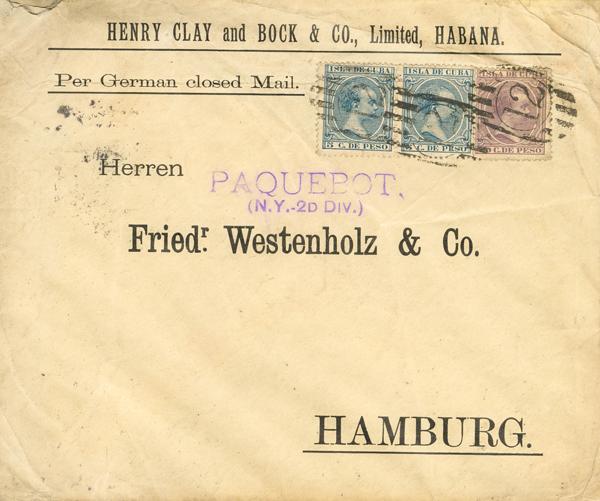 HENRY CLAY and BOCK & CO., Limited, HABANA.
Per German closed Mail.
ISLA DE CUBA ISLA DE CUBA ISLA DE CUBA
5 C. DE PESO C. DE PESO C. DE PESO
Herren
PAQUEBOT,
(N.Y.-2D DIV.)
Friedr. Westenholz & Co.
HAMBURG.